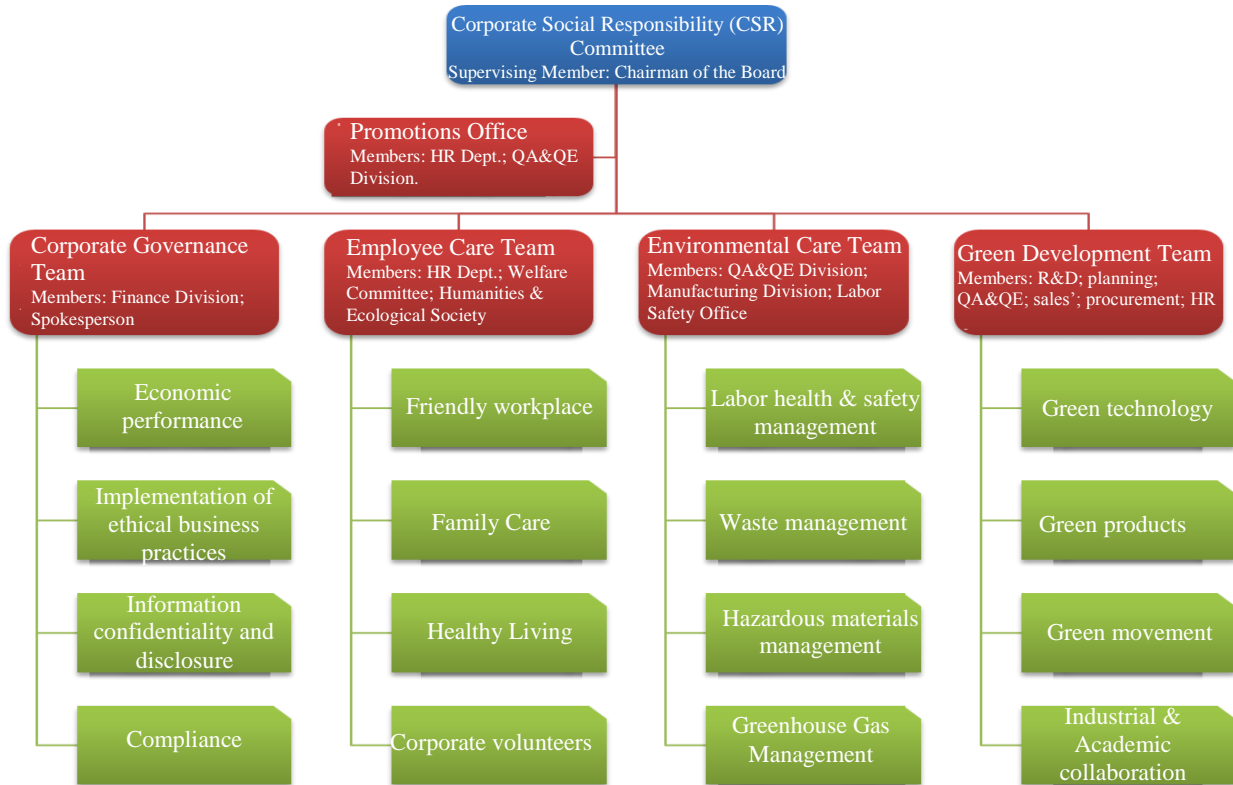 Corporate Social Responsibility (CSR)
Committee
Supervising Member: Chairman of the Board
Promotions Office
Members: HR Dept.; QA&QE
Division.
Corporate Governance
Team
Members: Finance Division;
Spokesperson
Economic
performance
Implementation of
ethical business
practices
Information
confidentiality and
disclosure
Compliance
Employee Care Team
Members: HR Dept.; Welfare
Committee; Humanities &
Ecological Society
Friendly workplace
Family Care
Healthy Living
Corporate volunteers
Environmental Care Team
Members: QA&QE Division;
Manufacturing Division; Labor
Safety Office
Labor health & safety
management
Waste management
Hazardous materials
management
Greenhouse Gas
Management
Green Development Team
Members: R&D; planning;
QA&QE; sales’; procurement; HR
Green technology
Green products
Green movement
Industrial &
Academic
collaboration